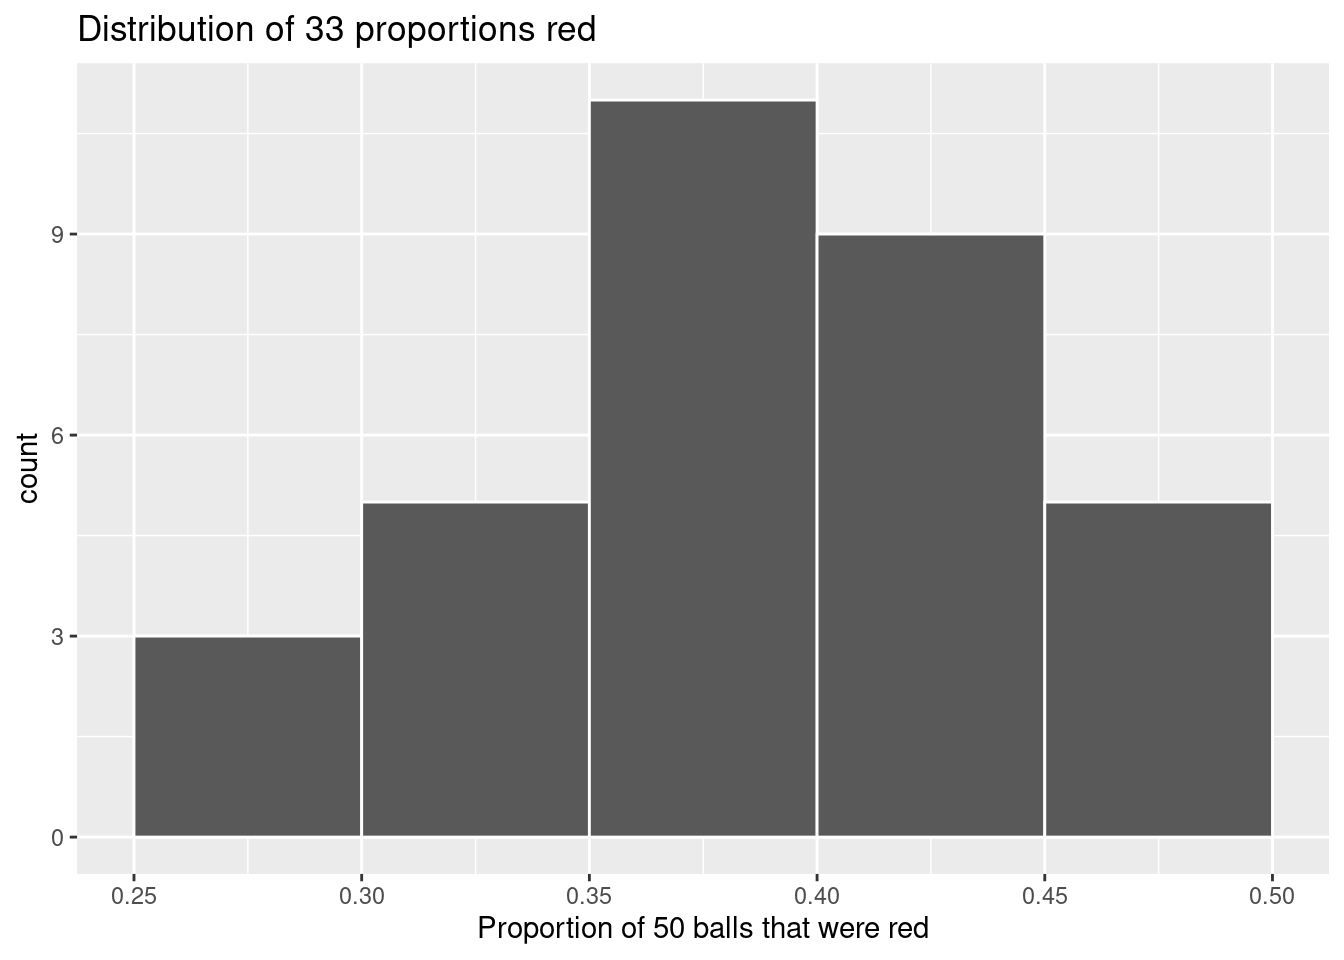 Distribution of 33 proportions red
count
9
6
3
0
0.25 0.30 0.35 0.40 0.45 0.50
Proportion of 50 balls that were red